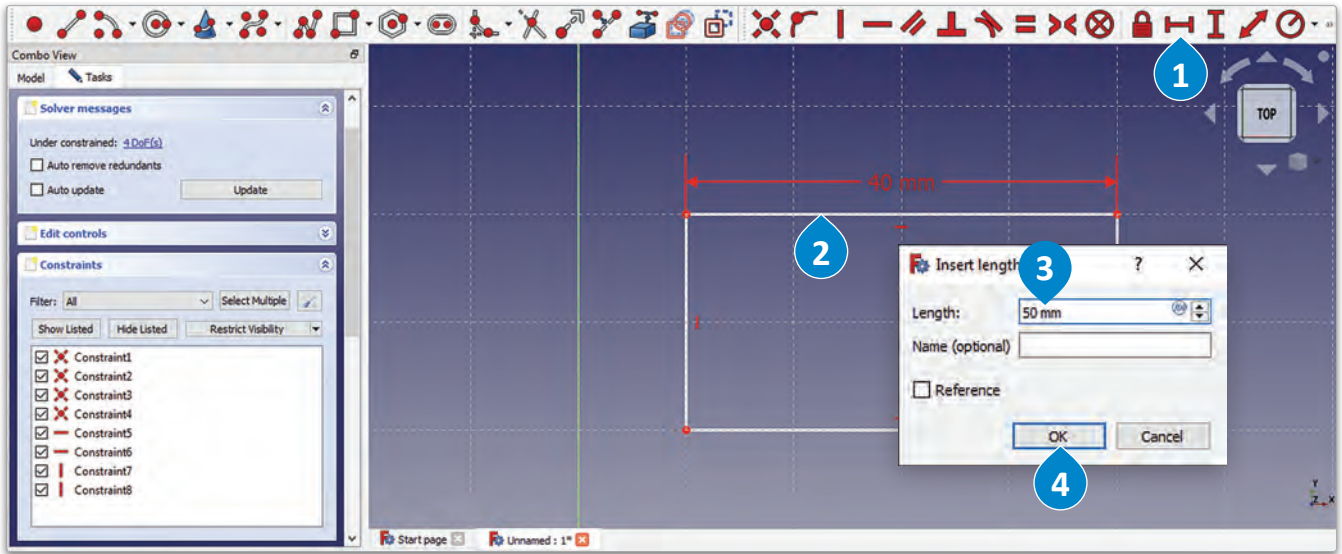 1
Combo View
Model Tasks
Solver messages
Under constrained: 4 DoF(s)
Auto remove redundants
Auto update Update
Edit controls
Constraints
Filter: All Select Multiple
Show Listed Hide Listed Restrict Visibility
Constraint1
Constraint2
Constraint3
Constraint4
Constraint5
Constraint6
Constraint7
Constraint8
TOP
40 mm
2
Insert length 3 ? ×
Length: 50 mm
Name (optional)
Reference
OK Cancel
4
Y
Z X
Start page Unnamed : 1*